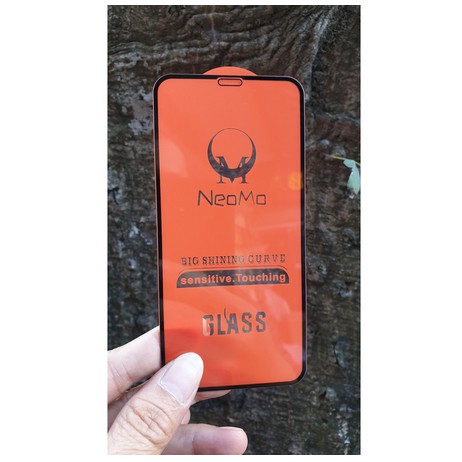 NeoMo
BIG SHINING CURVE
sensitive.Touching
GLASS